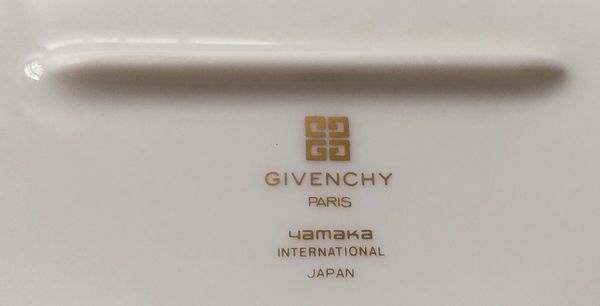 GIVENCHY
PARIS
yamaka
INTERNATIONAL
JAPAN